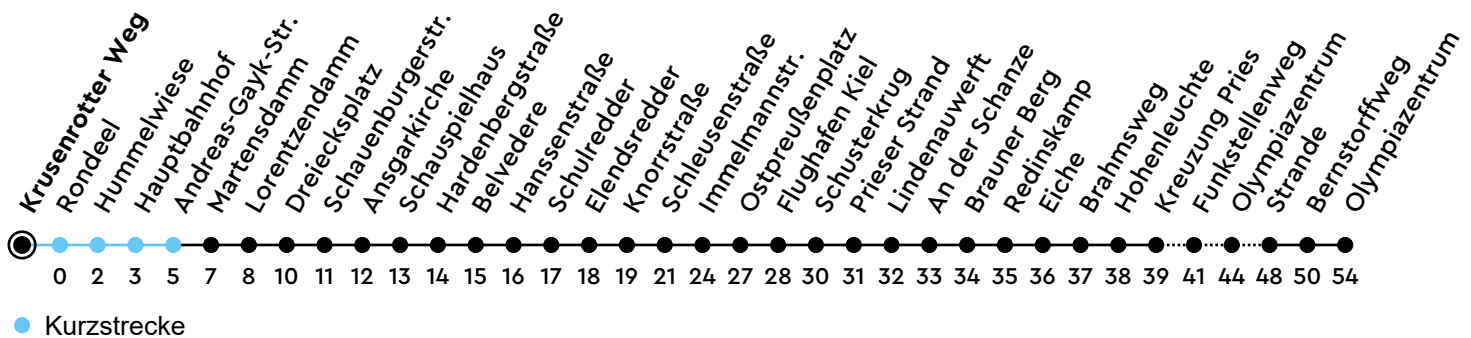 Krusenrotter Weg
Rondeel
Hummelwiese
Hauptbahnhof
Andreas-Gayk-Str.
Martensdamm
Lorentzendamm
Dreiecksplatz
Schauenburgerstr.
Ansgarkirche
Schauspielhaus
Hardenbergstraße
Belvedere
Hanssenstraße
Schulredder
Elendsredder
Knorrstraße
Schleusenstraße
Immelmannstr.
Ostpreußenplatz
Flughafen Kiel
Schusterkrug
Prieser Strand
Lindenauwerft
An der Schanze
Brauner Berg
Redlinskamp
Eiche
Brahmsweg
Hohenleuchte
Kreuzung Pries
Funkstellenweg
Olympiazentrum
Strande
Bernstorffweg
Olympiazentrum
0 2 3 5 7 8 10 11 12 13 14 15 16 17 18 19 21 24 27 28 30 31 32 33 34 35 36 37 38 39 41 44 48 50 54
Kurzstrecke